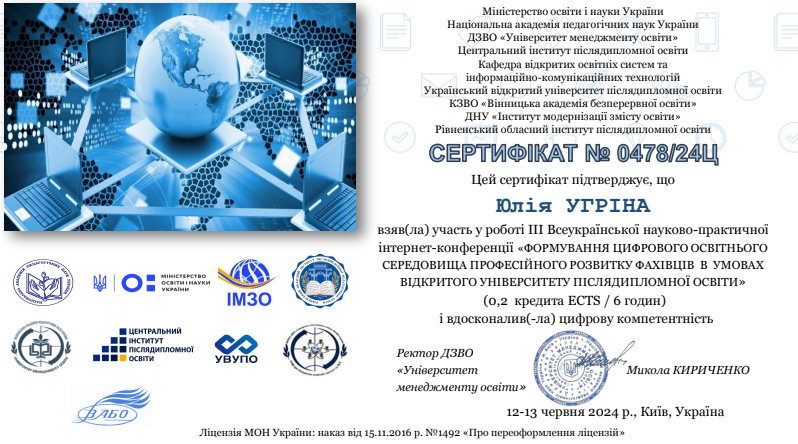 Міністерство освіти і науки України
Національна академія педагогічних наук України
ДЗВО «Університет менеджменту освіти»
Центральний інститут післядипломної освіти
Кафедра відкритих освітніх систем та
інформаційно-комунікаційних технологій
Український відкритий університет післядипломної освіти
КЗВО «Вінницька академія безперервної освіти»
ДНУ «Інститут модернізації змісту освіти»
Рівненський обласний інститут післядипломної освіти
СЕРТИФІКАТ № 0478/24Ц
Цей сертифікат підтверджує, що
Юлія УГРІНА
взяв(ла) участь у роботі ІІІ Всеукраїнської науково-практичної
інтернет-конференції «ФОРМУВАННЯ ЦИФРОВОГО ОСВІТНЬОГО
СЕРЕДОВИЩА ПРОФЕСІЙНОГО РОЗВИТКУ ФАХІВЦІВ В УМОВАХ
ВІДКРИТОГО УНІВЕРСИТЕТУ ПІСЛЯДИПЛОМНОЇ ОСВІТИ»
(0,2 кредита ECTS / 6 годин)
і вдосконалив(-ла) цифрову компетентність
МІНІСТЕРСТВО
ОСВІТИ І НАУКИ
УКРАЇНИ
ІМЗО
ЦЕНТРАЛЬНИЙ
ІНСТИТУТ
ПІСЛЯДИПЛОМНОЇ
ОСВІТИ
УВУПО
ВАБО
Ректор ДЗВО
«Університет
менеджменту освіти»
Микола КИРИЧЕНКО
12-13 червня 2024 р., Київ, Україна
Ліцензія МОН України: наказ від 15.11.2016 р. №1492 «Про переоформлення ліцензій»